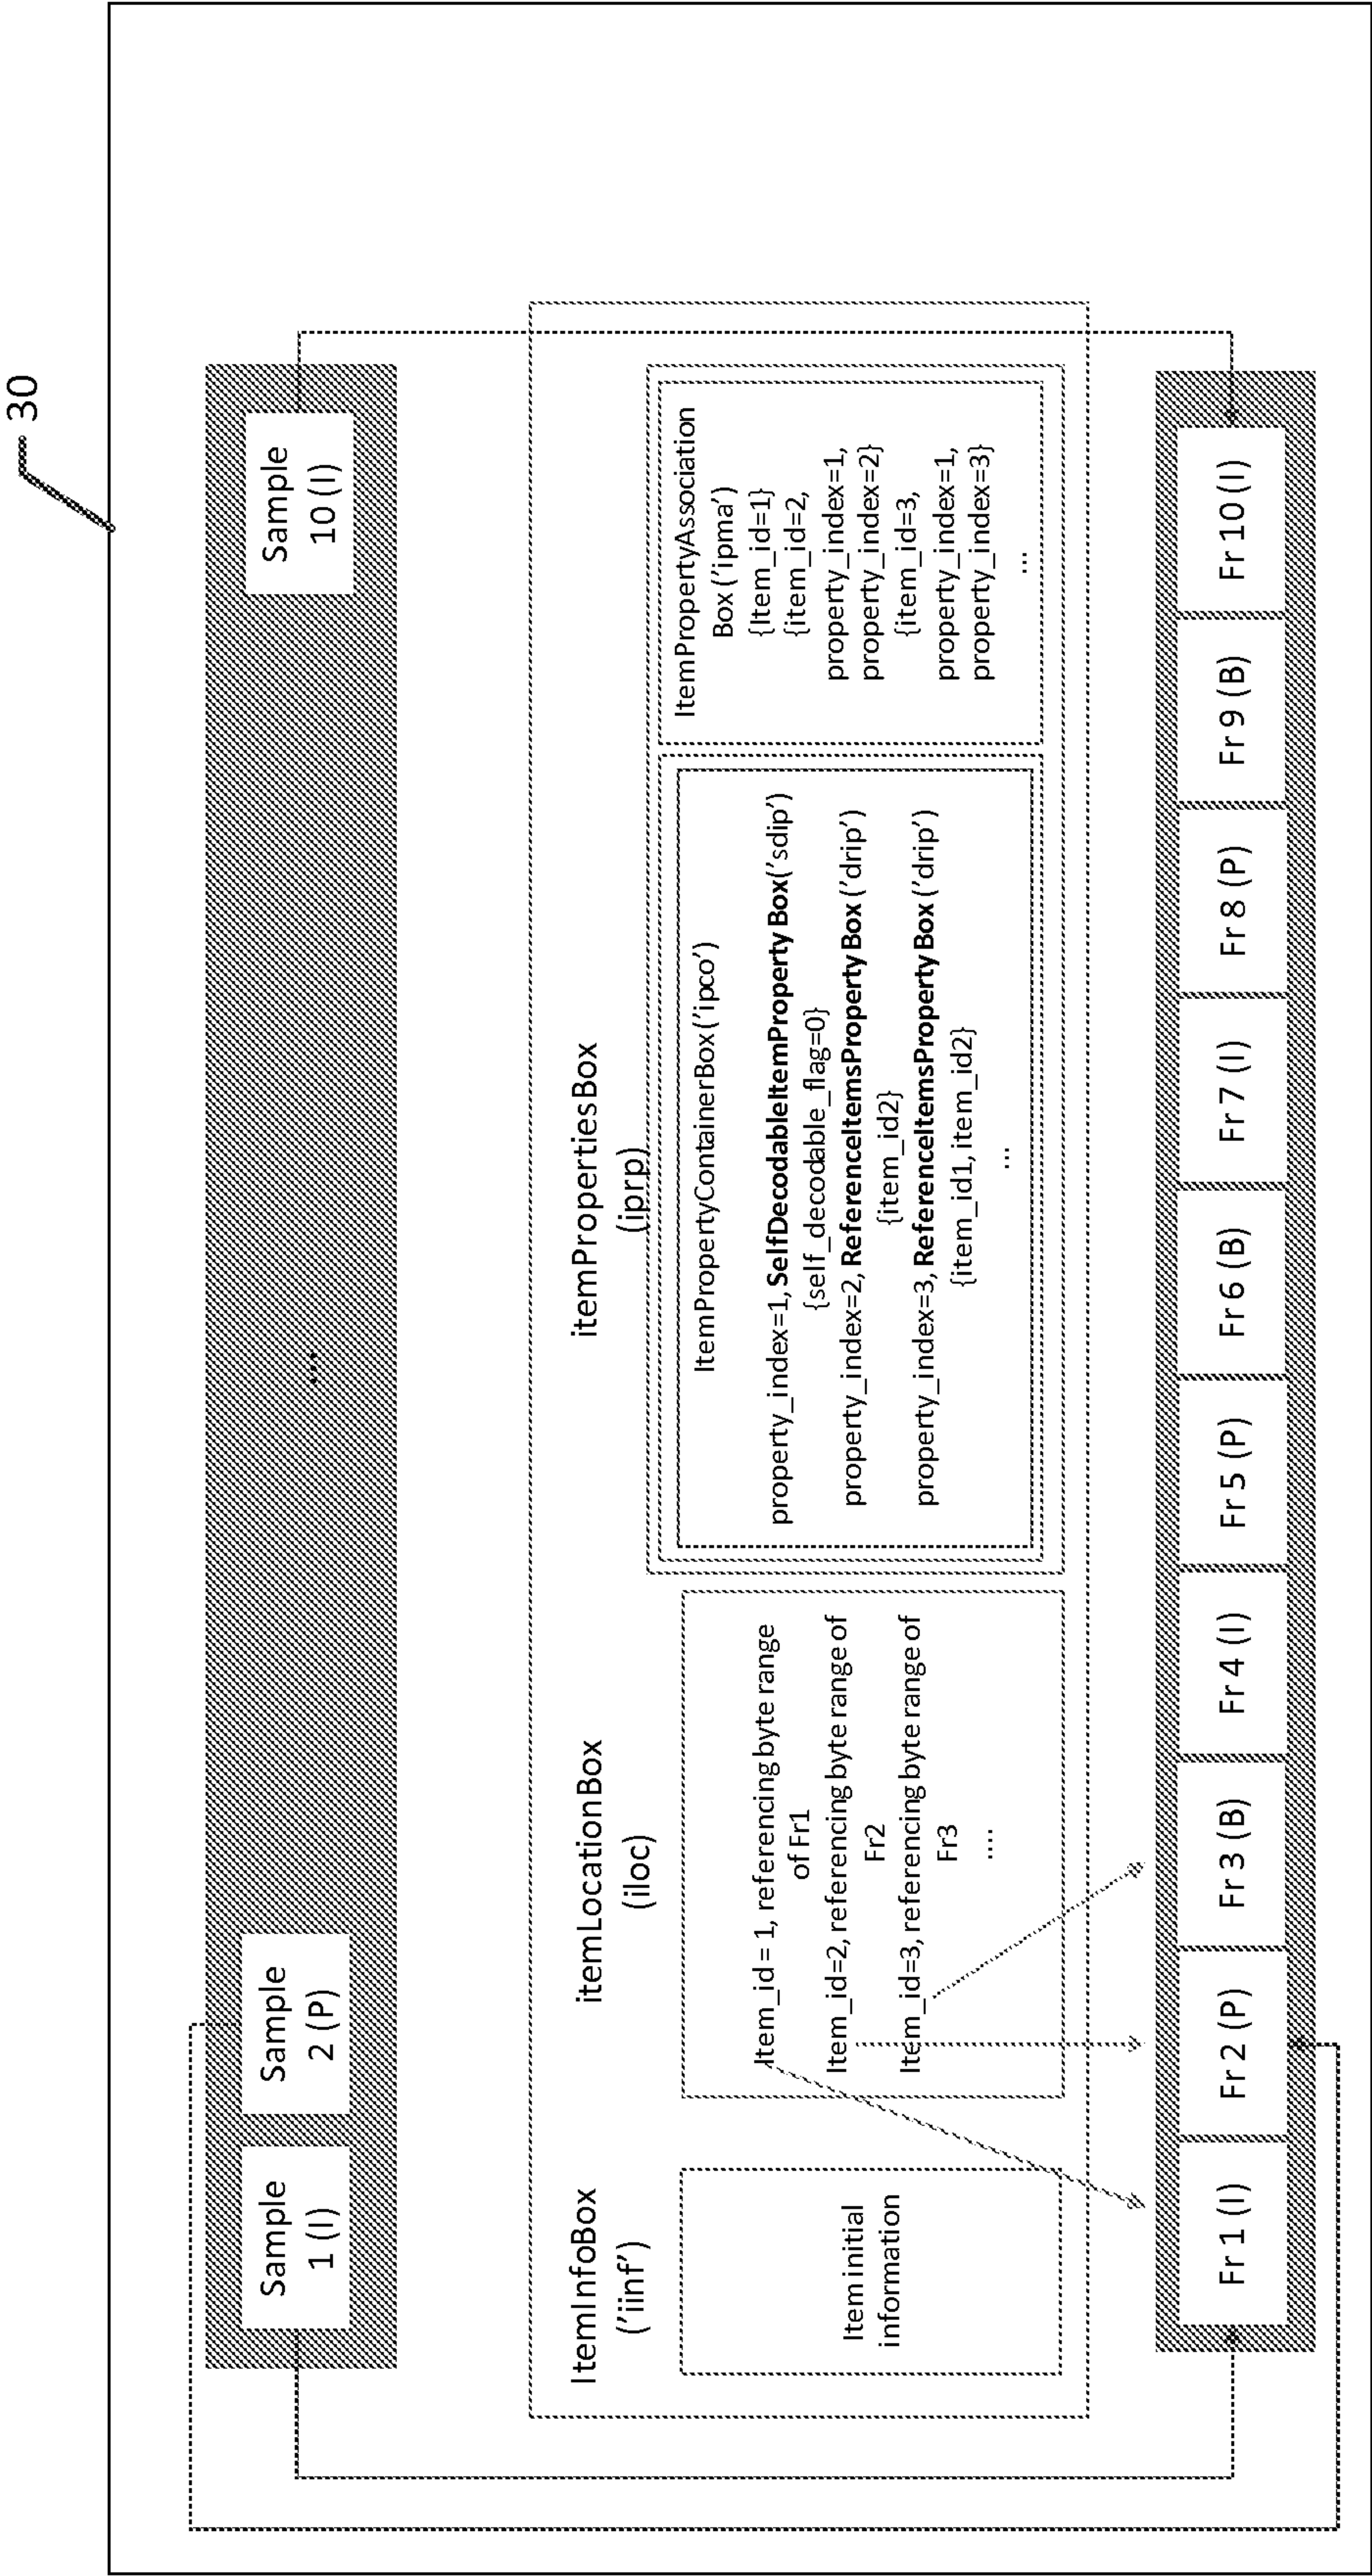 30
Sample
1 (I)
Sample
2 (P)
...
Sample
10 (I)
ItemInfoBox
('iinf')
Item initial
information
itemLocationBox
(iloc)
Item_id = 1, referencing byte range
of Fr1
Item_id=2, referencing byte range of
Fr2
Item_id=3, referencing byte range of
Fr3
....
itemPropertiesBox
(iprp)
ItemPropertyContainerBox('ipco')
property_index=1, SelfDecodableItemPropertyBox('sdip')
{self_decodable_flag=0}
property_index=2, ReferenceItemsPropertyBox('drip')
{item_id2}
property_index=3, ReferenceItemsPropertyBox('drip')
{item_id1, item_id2}
...
ItemPropertyAssociation
Box('ipma')
{Item_id=1}
{item_id=2,
property_index=1,
property_index=2}
{item_id=3,
property_index=1,
property_index=3}
...
Fr 1 (I)
Fr 2 (P)
Fr 3 (B)
Fr 4 (I)
Fr 5 (P)
Fr 6 (B)
Fr 7 (I)
Fr 8 (P)
Fr 9 (B)
Fr 10 (I)